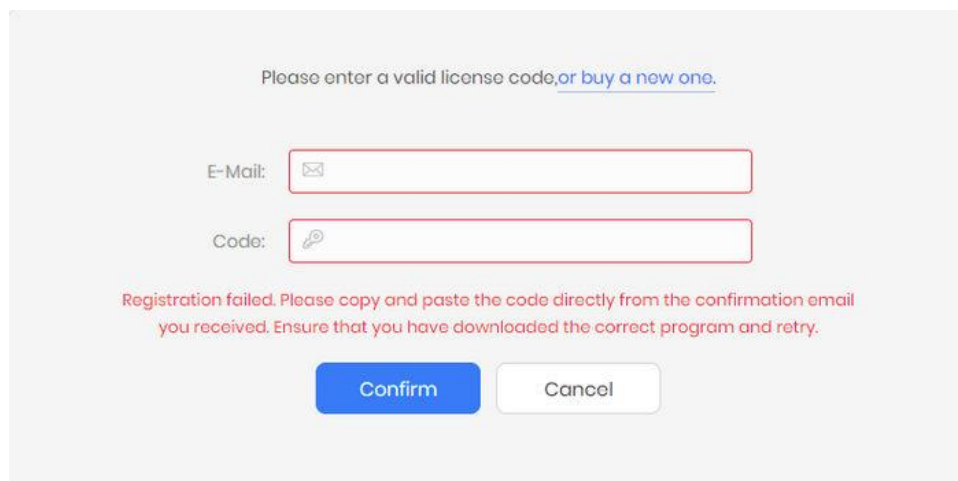 Please enter a valid license code,or buy a new one.
E-Mail:
Code:
Registration failed. Please copy and paste the code directly from the confirmation email
you received. Ensure that you have downloaded the correct program and retry.
Confirm Cancel